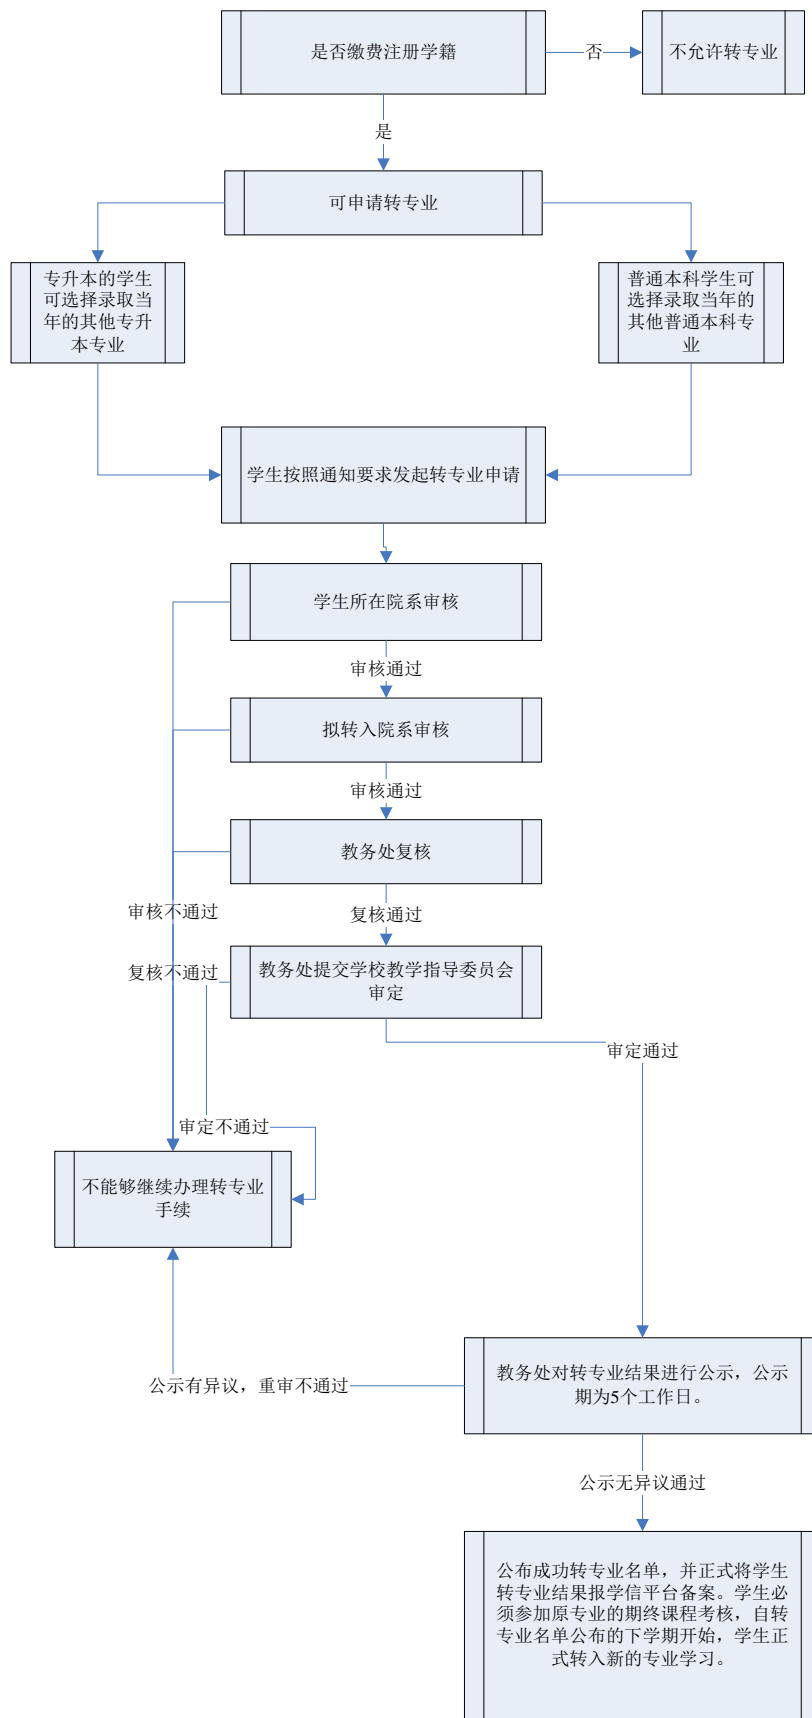 是否缴费注册学籍
否
不允许转专业
是
可申请转专业
专升本的学生
可选择录取当
年的其他专升
本专业
普通本科学生可
选择录取当年的
其他普通本科专
业
学生按照通知要求发起转专业申请
学生所在院系审核
审核通过
拟转入院系审核
审核通过
教务处复核
审核不通过
复核通过
复核不通过
教务处提交学校教学指导委员会
审定
审定通过
审定不通过
不能够继续办理转专业
手续
公示有异议，重审不通过
教务处对转专业结果进行公示，公示
期为5个工作日。
公示无异议通过
公布成功转专业名单，并正式将学生
转专业结果报学信平台备案。学生必
须参加原专业的期终课程考核，自转
专业名单公布的下学期开始，学生正
式转入新的专业学习。